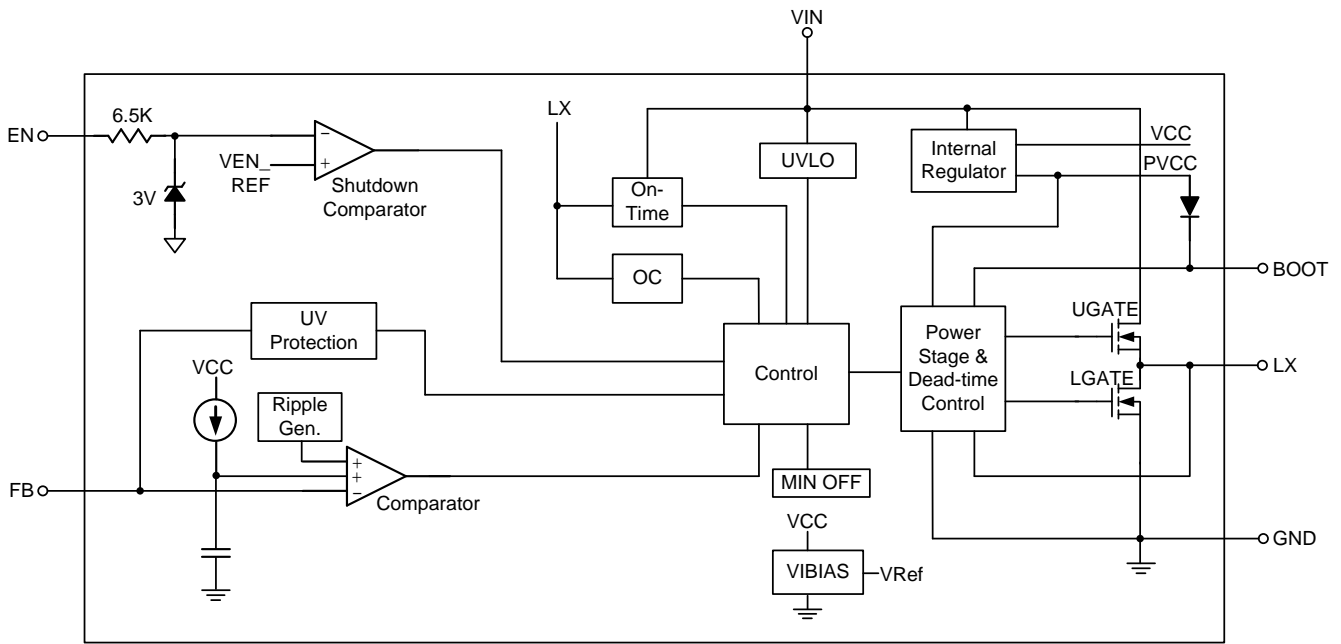 VIN
EN
6.5K
3V
VEN_
REF
−
+
Shutdown
Comparator
LX
On-
Time
OC
UVLO
Internal
Regulator
VCC
PVCC
BOOT
UV
Protection
VCC
Ripple
Gen.
FB
+
+
−
Comparator
Control
MIN OFF
VCC
VIBIAS
VRef
Power
Stage &
Dead-time
Control
UGATE
LGATE
LX
GND